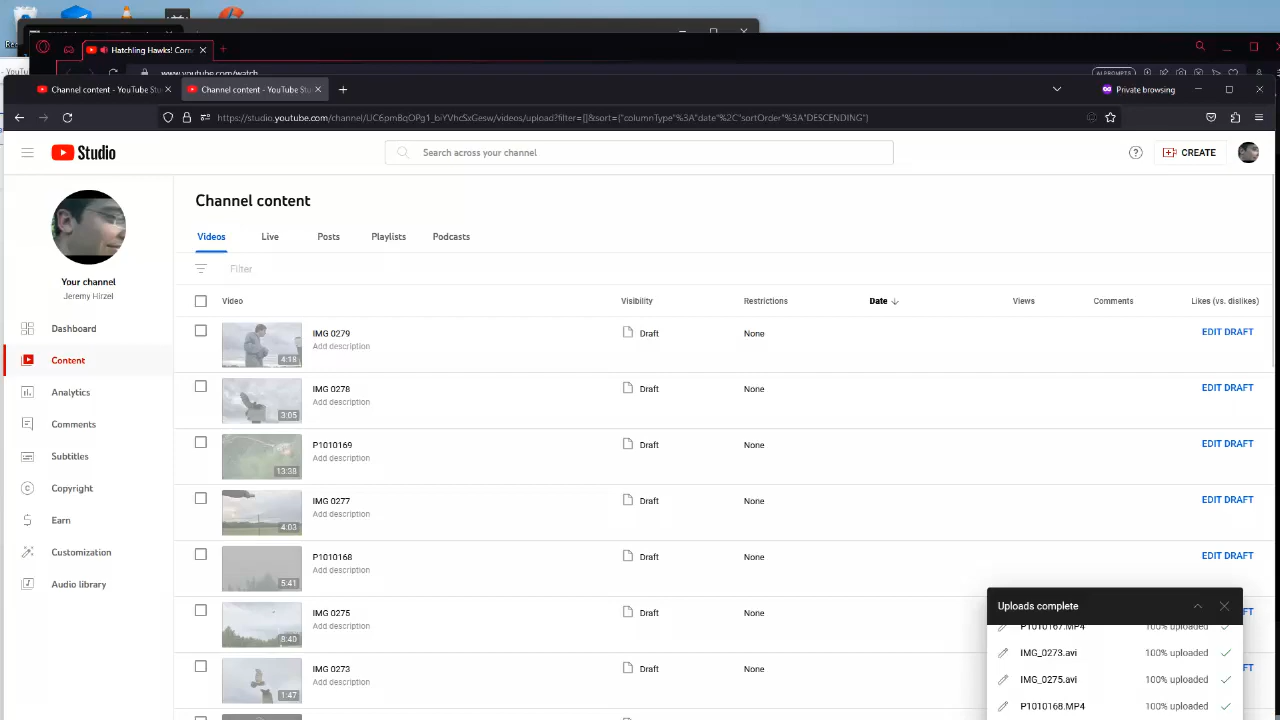 Hatchling Hawks! Corn
www.youtube.com/watch
AI PROMPTS
Channel content - YouTube Stu
Channel content - YouTube Stu
Private browsing
https://studio.youtube.com/channel/UC6pm8qOPg1_biYVhcSxGesw/videos/upload?filter=[]&sort={"columnType"%3A"date"%2C"sortOrder"%3A"DESCENDING"}
Studio
Search across your channel
CREATE
Your channel
Jeremy Hirzel
Dashboard
Content
Analytics
Comments
Subtitles
Copyright
Earn
Customization
Audio library
Channel content
Videos Live Posts Playlists Podcasts
Filter
Video Visibility Restrictions Date Views Comments Likes (vs. dislikes)
4:18 IMG 0279 Draft None EDIT DRAFT
Add description
3:05 IMG 0278 Draft None EDIT DRAFT
Add description
13:38 P1010169 Draft None EDIT DRAFT
Add description
4:03 IMG 0277 Draft None EDIT DRAFT
Add description
5:41 P1010168 Draft None EDIT DRAFT
Add description
8:40 IMG 0275 Draft None
Add description
1:47 IMG 0273 Draft None
Add description
Uploads complete
P1010167.MP4 100% uploaded
IMG_0273.avi 100% uploaded
IMG_0275.avi 100% uploaded
P1010168.MP4 100% uploaded